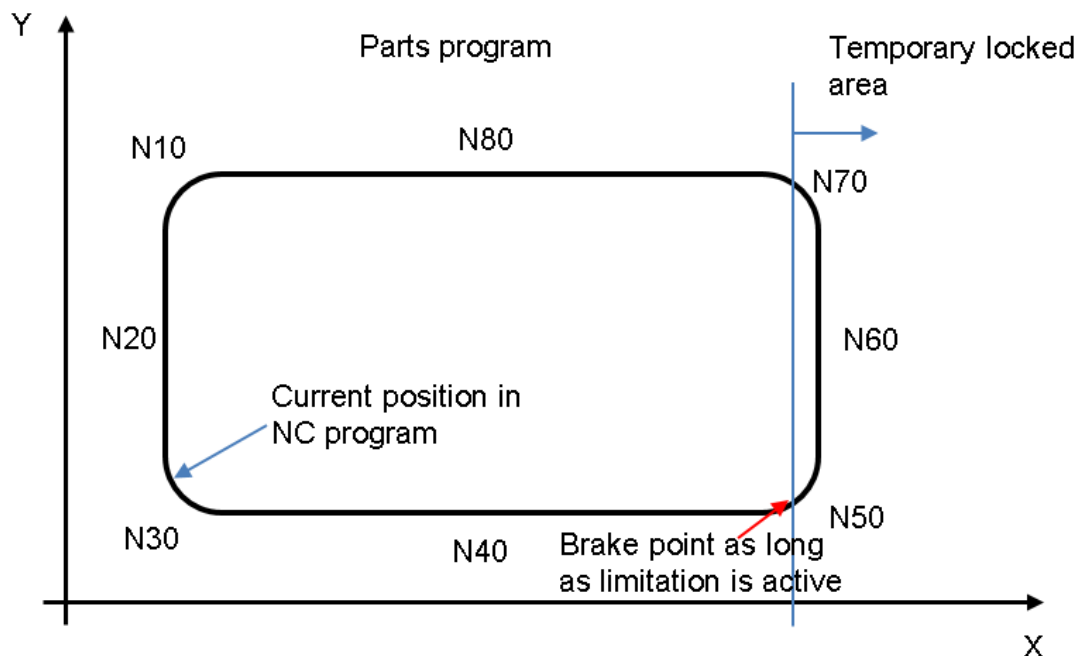 Y
Parts program
Temporary locked
area
N10
N80
N70
N20
N60
Current position in
NC program
N30
N40
N50
Brake point as long
as limitation is active
X